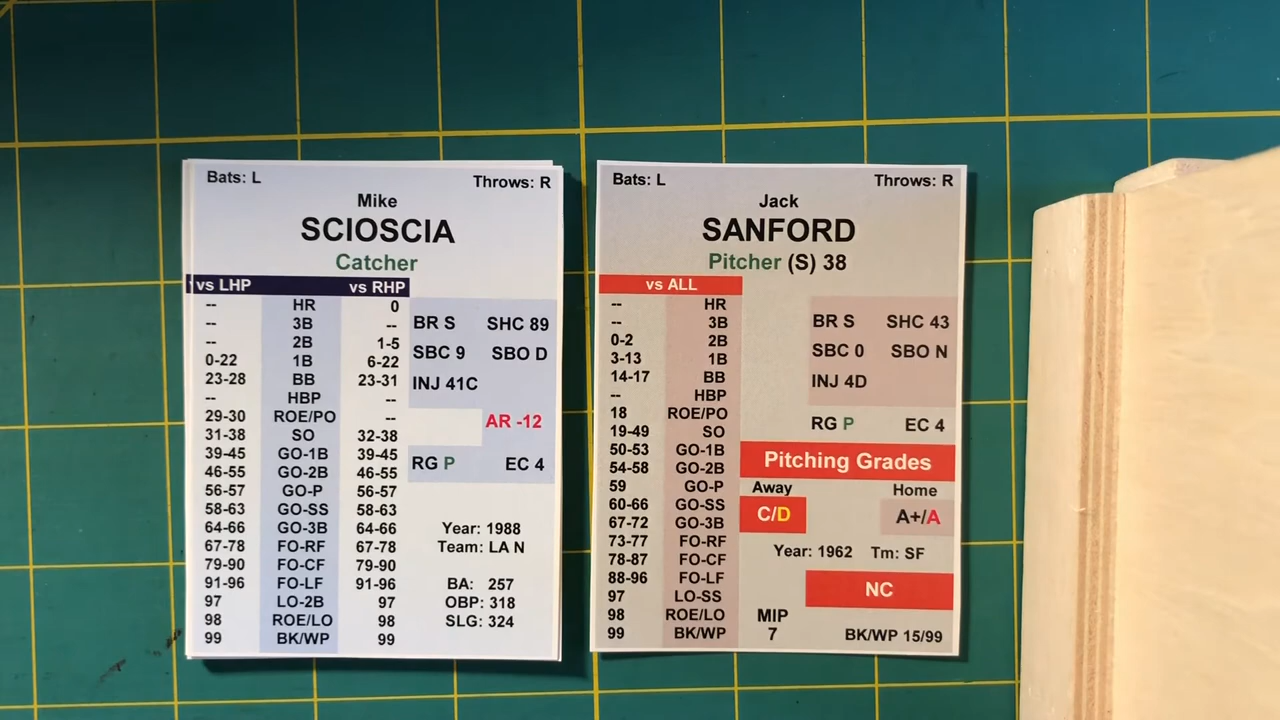 Bats: L Throws: R
Mike
SCIOSCIA
Catcher
vs LHP vs RHP
-- HR 0
-- 3B --
-- 2B 1-5
0-22 1B 6-22
23-28 BB 23-31
-- HBP --
29-30 ROE/PO --
31-38 SO 32-38
39-45 GO-1B 39-45
46-55 GO-2B 46-55
56-57 GO-P 56-57
58-63 GO-SS 58-63
64-66 GO-3B 64-66
67-78 FO-RF 67-78
79-90 FO-CF 79-90
91-96 FO-LF 91-96
97 LO-2B 97
98 ROE/LO 98
99 BK/WP 99
BR S SHC 89
SBC 9 SBO D
INJ 41C
AR -12
RG P EC 4
Year: 1988
Team: LA N
BA: 257
OBP: 318
SLG: 324
Bats: L Throws: R
Jack
SANFORD
Pitcher (S) 38
vs ALL
-- HR
-- 3B
0-2 2B
3-13 1B
14-17 BB
-- HBP
18 ROE/PO
19-49 SO
50-53 GO-1B
54-58 GO-2B
59 GO-P
60-66 GO-SS
67-72 GO-3B
73-77 FO-RF
78-87 FO-CF
88-96 FO-LF
97 LO-SS
98 ROE/LO
99 BK/WP
BR S SHC 43
SBC 0 SBO N
INJ 4D
RG P EC 4
Pitching Grades
Away Home
C/D A+/A
Year: 1962 Tm: SF
NC
MIP
7 BK/WP 15/99